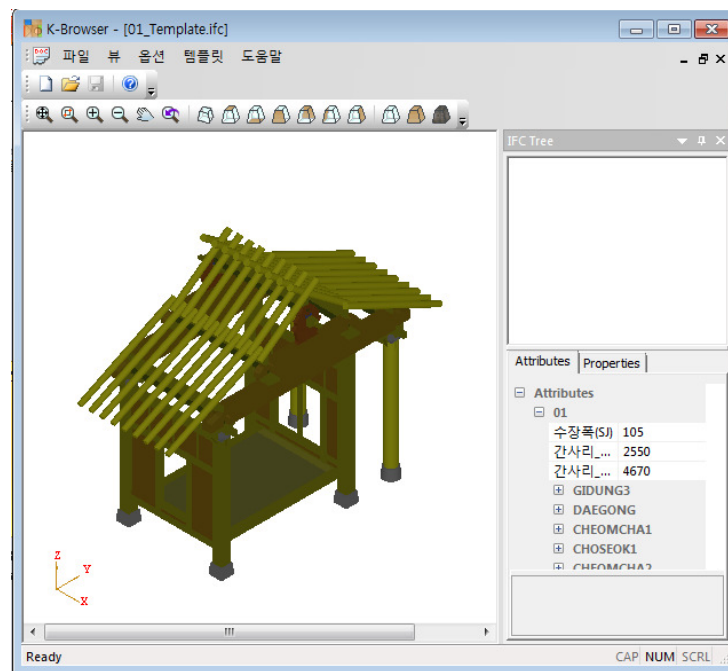 K-Browser - [01_Template.ifc]
파일 뷰 옵션 템플릿 도움말
IFC Tree
Attributes Properties
Attributes
01
수장폭(SJ) 105
간사리_... 2550
간사리_... 4670
GIDUNG3
DAEGONG
CHEOMCHA1
CHOSEOK1
CHEOMCHA2
Z
Y
X
Ready CAP NUM SCRL